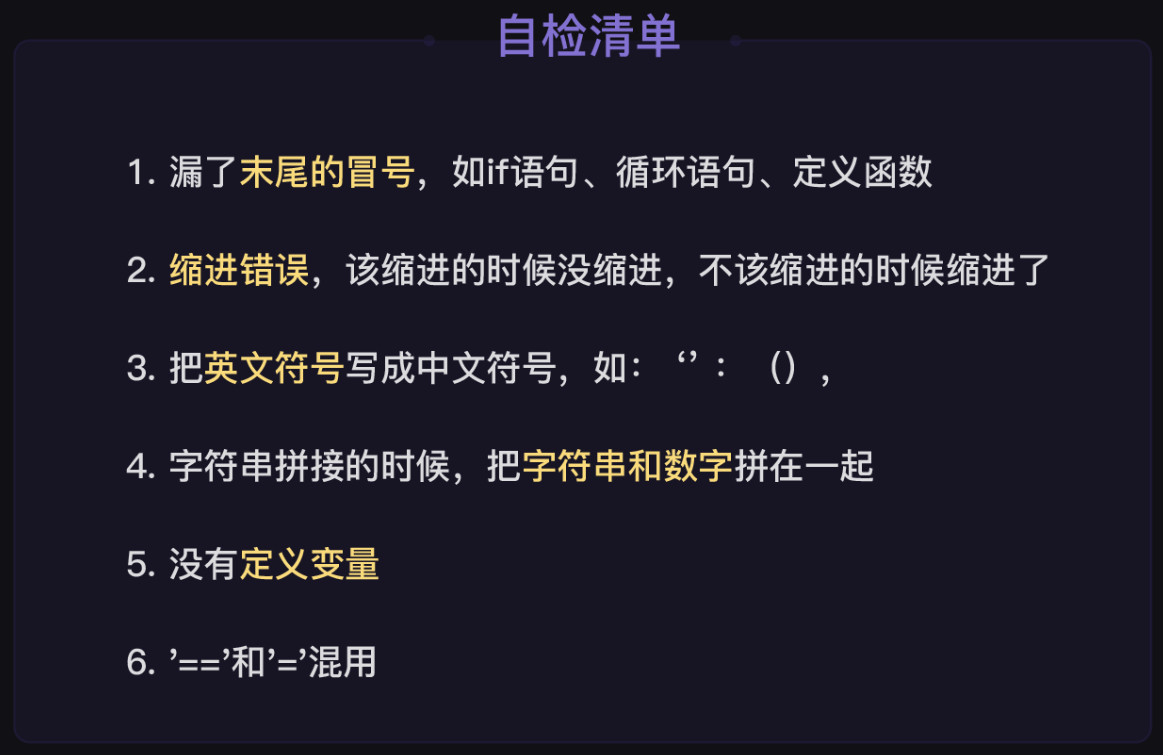 自检清单
1. 漏了末尾的冒号，如if语句、循环语句、定义函数
2. 缩进错误，该缩进的时候没缩进，不该缩进的时候缩进了
3. 把英文符号写成中文符号，如： ‘’ ： （），
4. 字符串拼接的时候，把字符串和数字拼在一起
5. 没有定义变量
6. ’==’和’=’混用